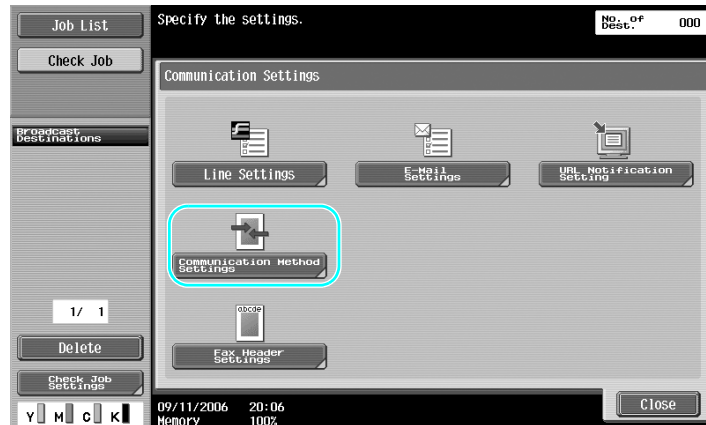 Job List
Check Job
Broadcast
Destinations
1/ 1
Delete
Check Job
Settings
Y M C K
Specify the settings.
No. of
Dest.
000
Communication Settings
Line Settings
E-Mail
Settings
URL Notification
Setting
Communication Method
Settings
abcde
Fax Header
Settings
09/11/2006 20:06
Memory 100%
Close